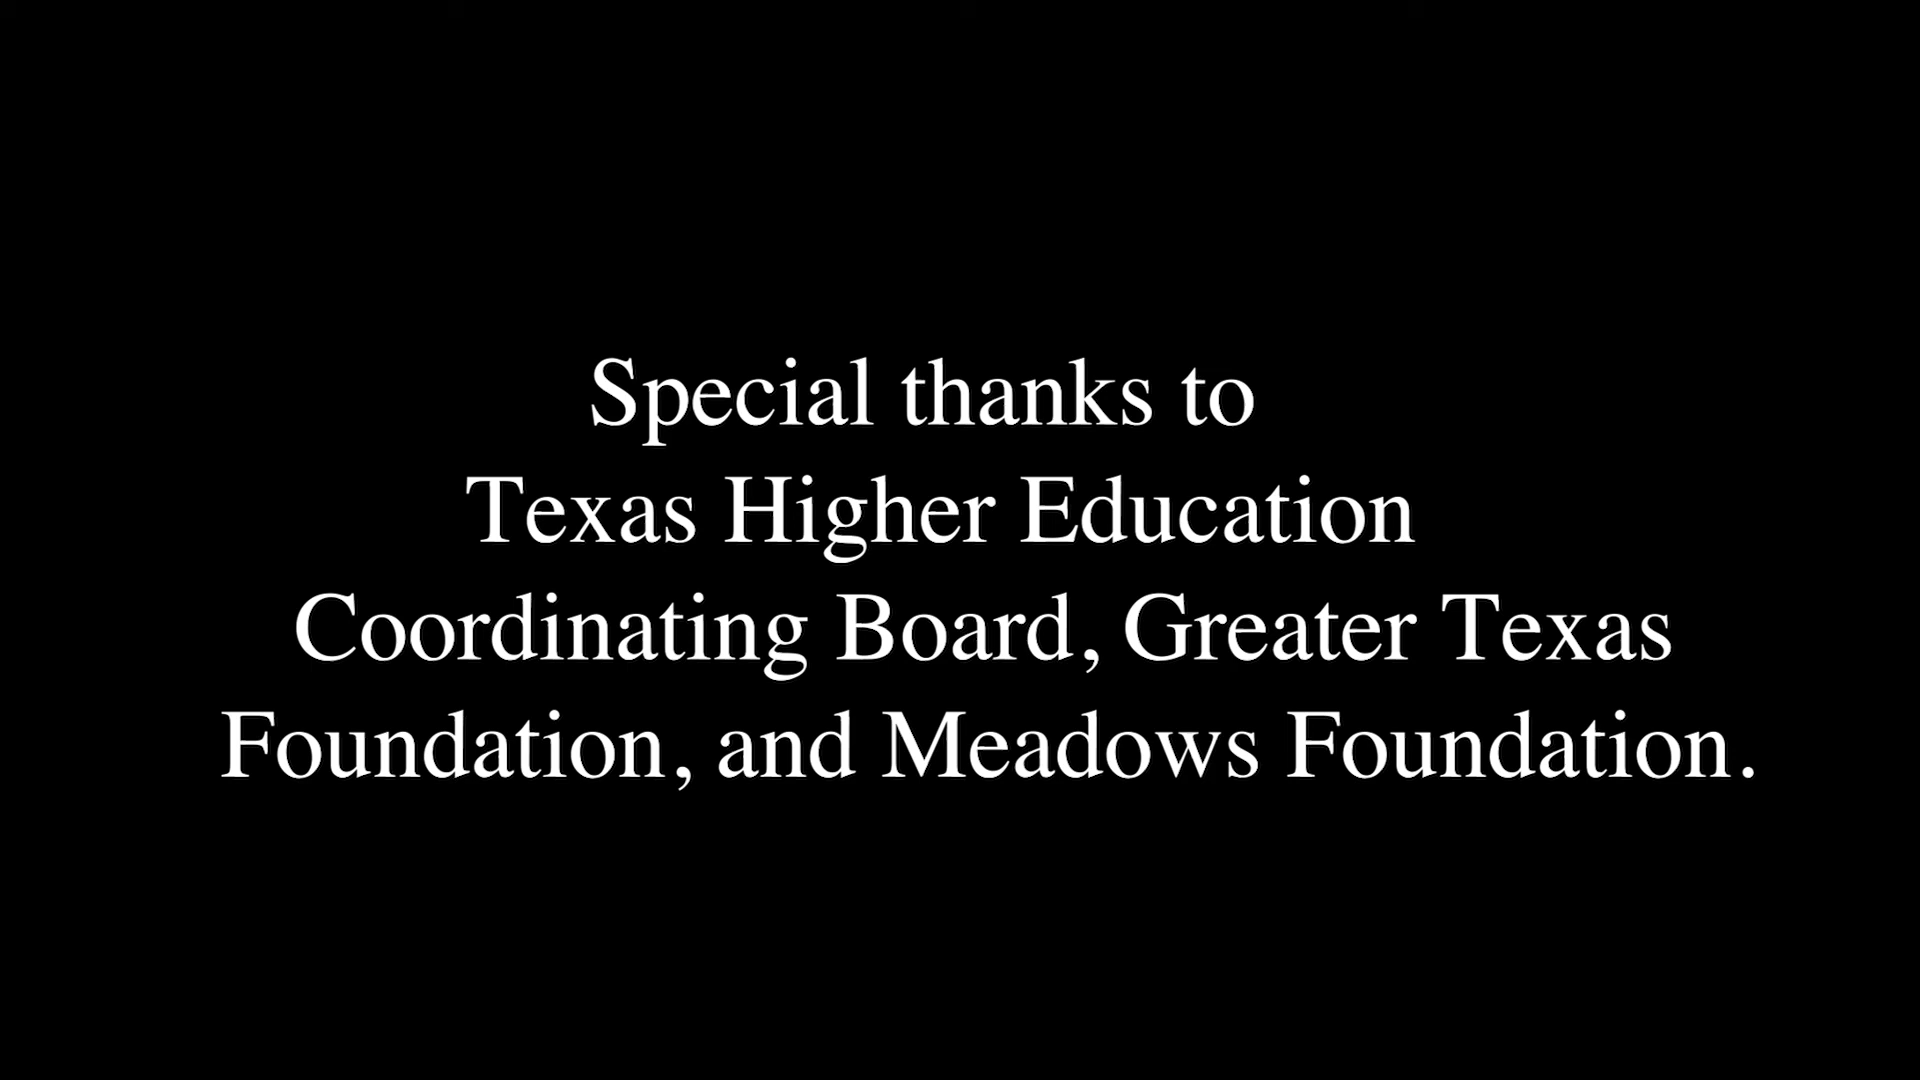 Special thanks to
Texas Higher Education
Coordinating Board, Greater Texas
Foundation, and Meadows Foundation.